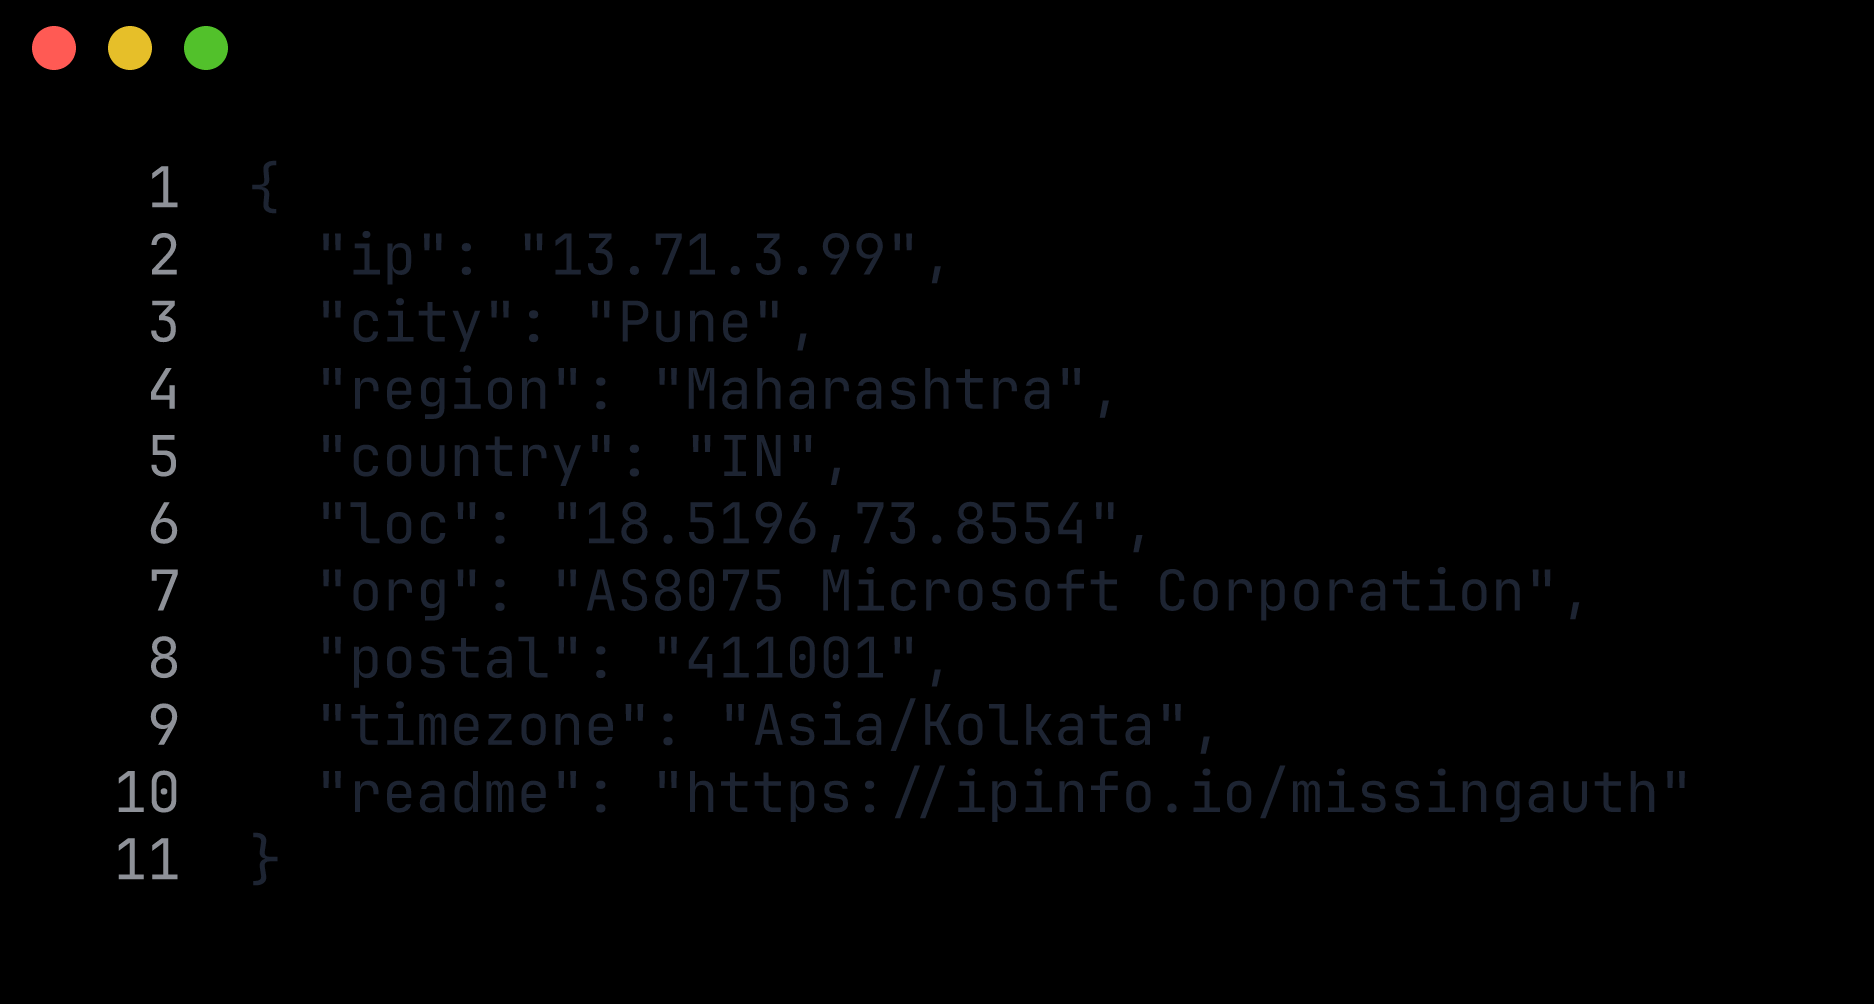 1 {
2 "ip": "13.71.3.99",
3 "city": "Pune",
4 "region": "Maharashtra",
5 "country": "IN",
6 "loc": "18.5196,73.8554",
7 "org": "AS8075 Microsoft Corporation",
8 "postal": "411001",
9 "timezone": "Asia/Kolkata",
10 "readme": "https://ipinfo.io/missingauth"
11 }